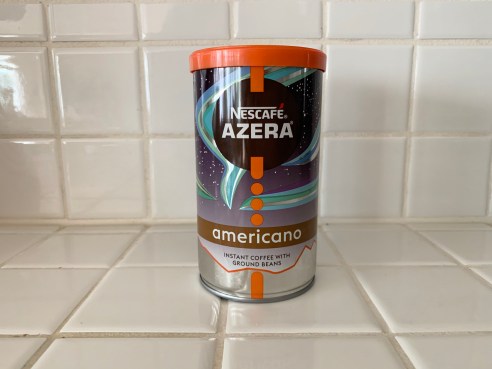 NESCAFÉ®
AZERA®
americano
INSTANT COFFEE WITH
GROUND BEANS